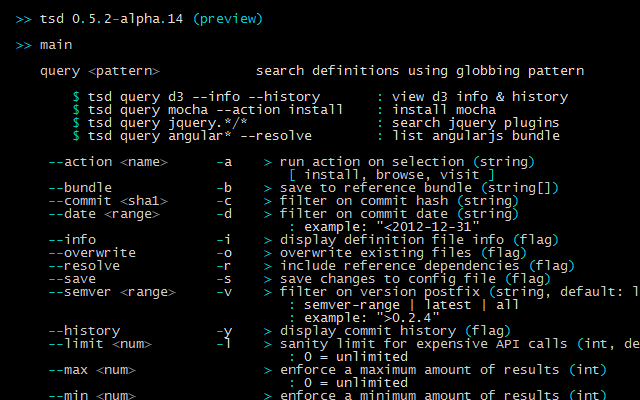 >> tsd 0.5.2-alpha.14 (preview)
>> main
query <pattern> search definitions using globbing pattern
$ tsd query d3 --info --history : view d3 info & history
$ tsd query mocha --action install : install mocha
$ tsd query jquery.*/* : search jquery plugins
$ tsd query angular* --resolve : list angularjs bundle
--action <name> -a > run action on selection (string)
[ install, browse, visit ]
--bundle -b > save to reference bundle (string[])
--commit <sha1> -c > filter on commit hash (string)
--date <range> -d > filter on commit date (string)
: example: "<2012-12-31"
--info -i > display definition file info (flag)
--overwrite -o > overwrite existing files (flag)
--resolve -r > include reference dependencies (flag)
--save -s > save changes to config file (flag)
--semver <range> -v > filter on version postfix (string, default: l
: semver-range | latest | all
: example: ">0.2.4"
--history -y > display commit history (flag)
--limit <num> -l > sanity limit for expensive API calls (int, de
: 0 = unlimited
--max <num> > enforce a maximum amount of results (int)
: 0 = unlimited
--min <num> > enforce a minimum amount of results (int)